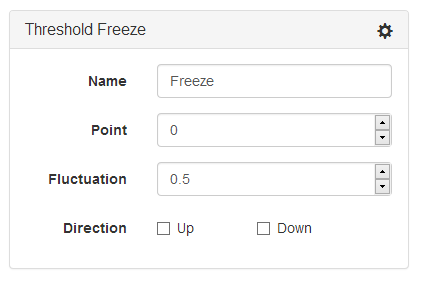 Threshold Freeze
Name Freeze
Point 0
Fluctuation 0.5
Direction Up Down